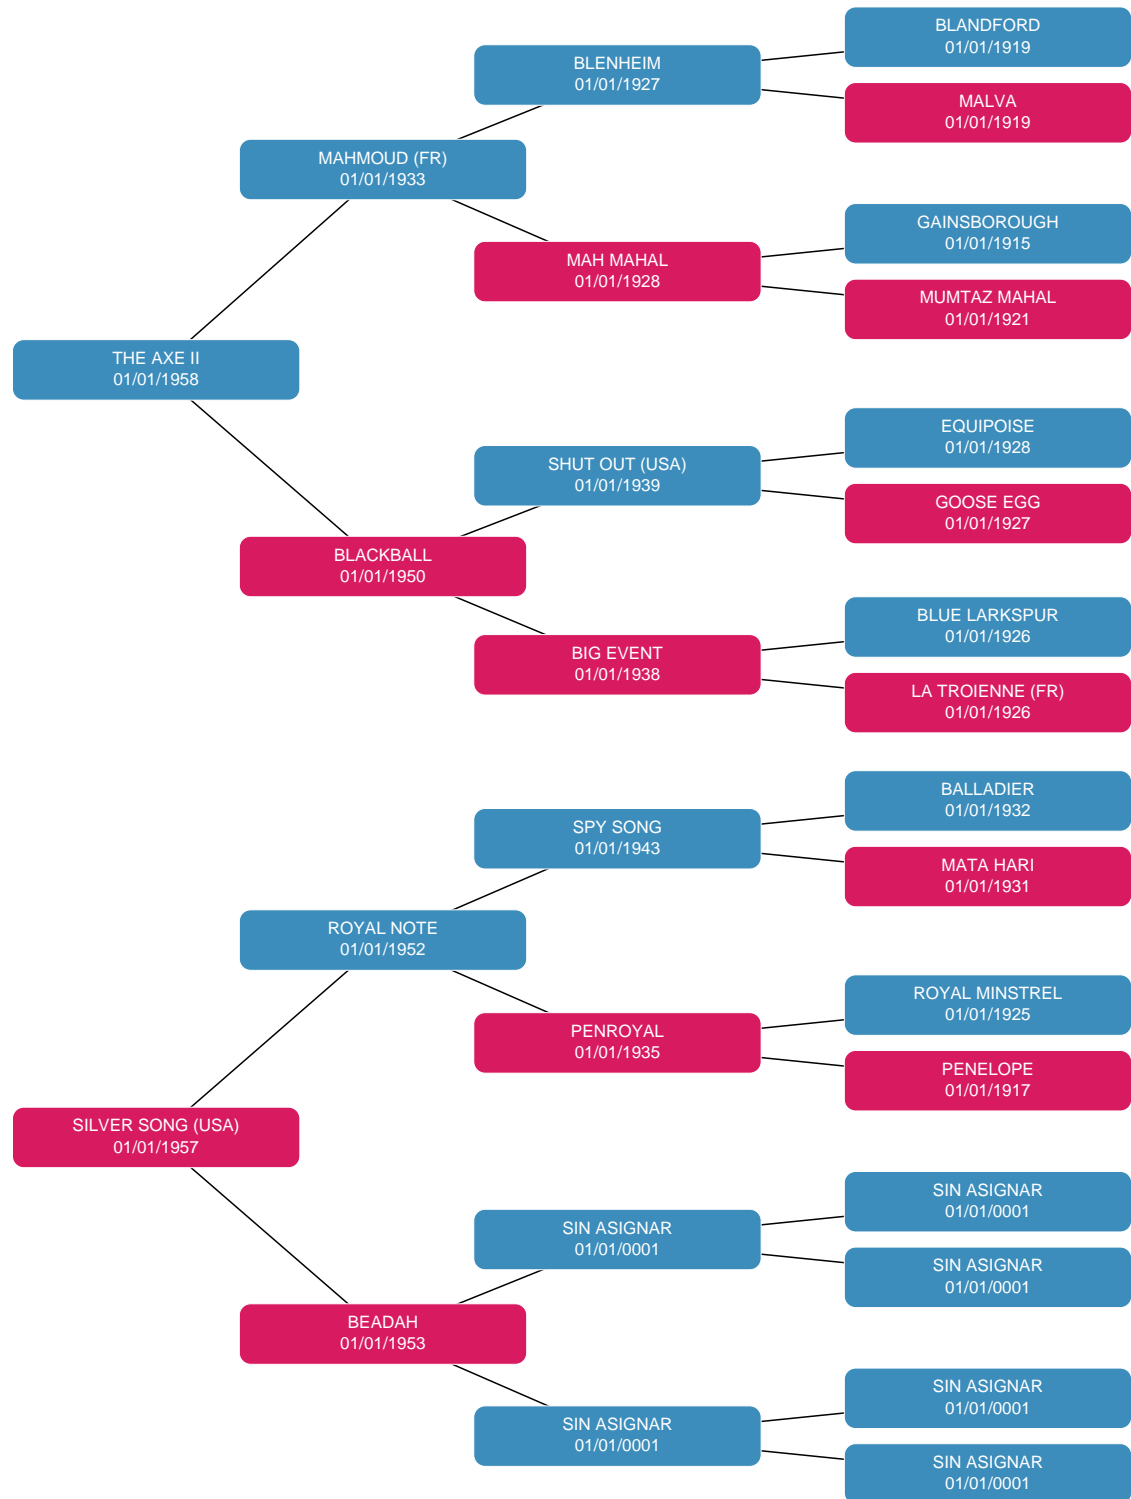 BLANDFORD
01/01/1919
BLENHEIM
01/01/1927
MALVA
01/01/1919
MAHMOUD (FR)
01/01/1933
GAINSBOROUGH
01/01/1915
MAH MAHAL
01/01/1928
MUMTAZ MAHAL
01/01/1921
THE AXE II
01/01/1958
EQUIPOISE
01/01/1928
SHUT OUT (USA)
01/01/1939
GOOSE EGG
01/01/1927
BLACKBALL
01/01/1950
BLUE LARKSPUR
01/01/1926
BIG EVENT
01/01/1938
LA TROIENNE (FR)
01/01/1926
BALLADIER
01/01/1932
SPY SONG
01/01/1943
MATA HARI
01/01/1931
ROYAL NOTE
01/01/1952
ROYAL MINSTREL
01/01/1925
PENROYAL
01/01/1935
PENELOPE
01/01/1917
SILVER SONG (USA)
01/01/1957
SIN ASIGNAR
01/01/0001
SIN ASIGNAR
01/01/0001
SIN ASIGNAR
01/01/0001
BEADAH
01/01/1953
SIN ASIGNAR
01/01/0001
SIN ASIGNAR
01/01/0001
SIN ASIGNAR
01/01/0001